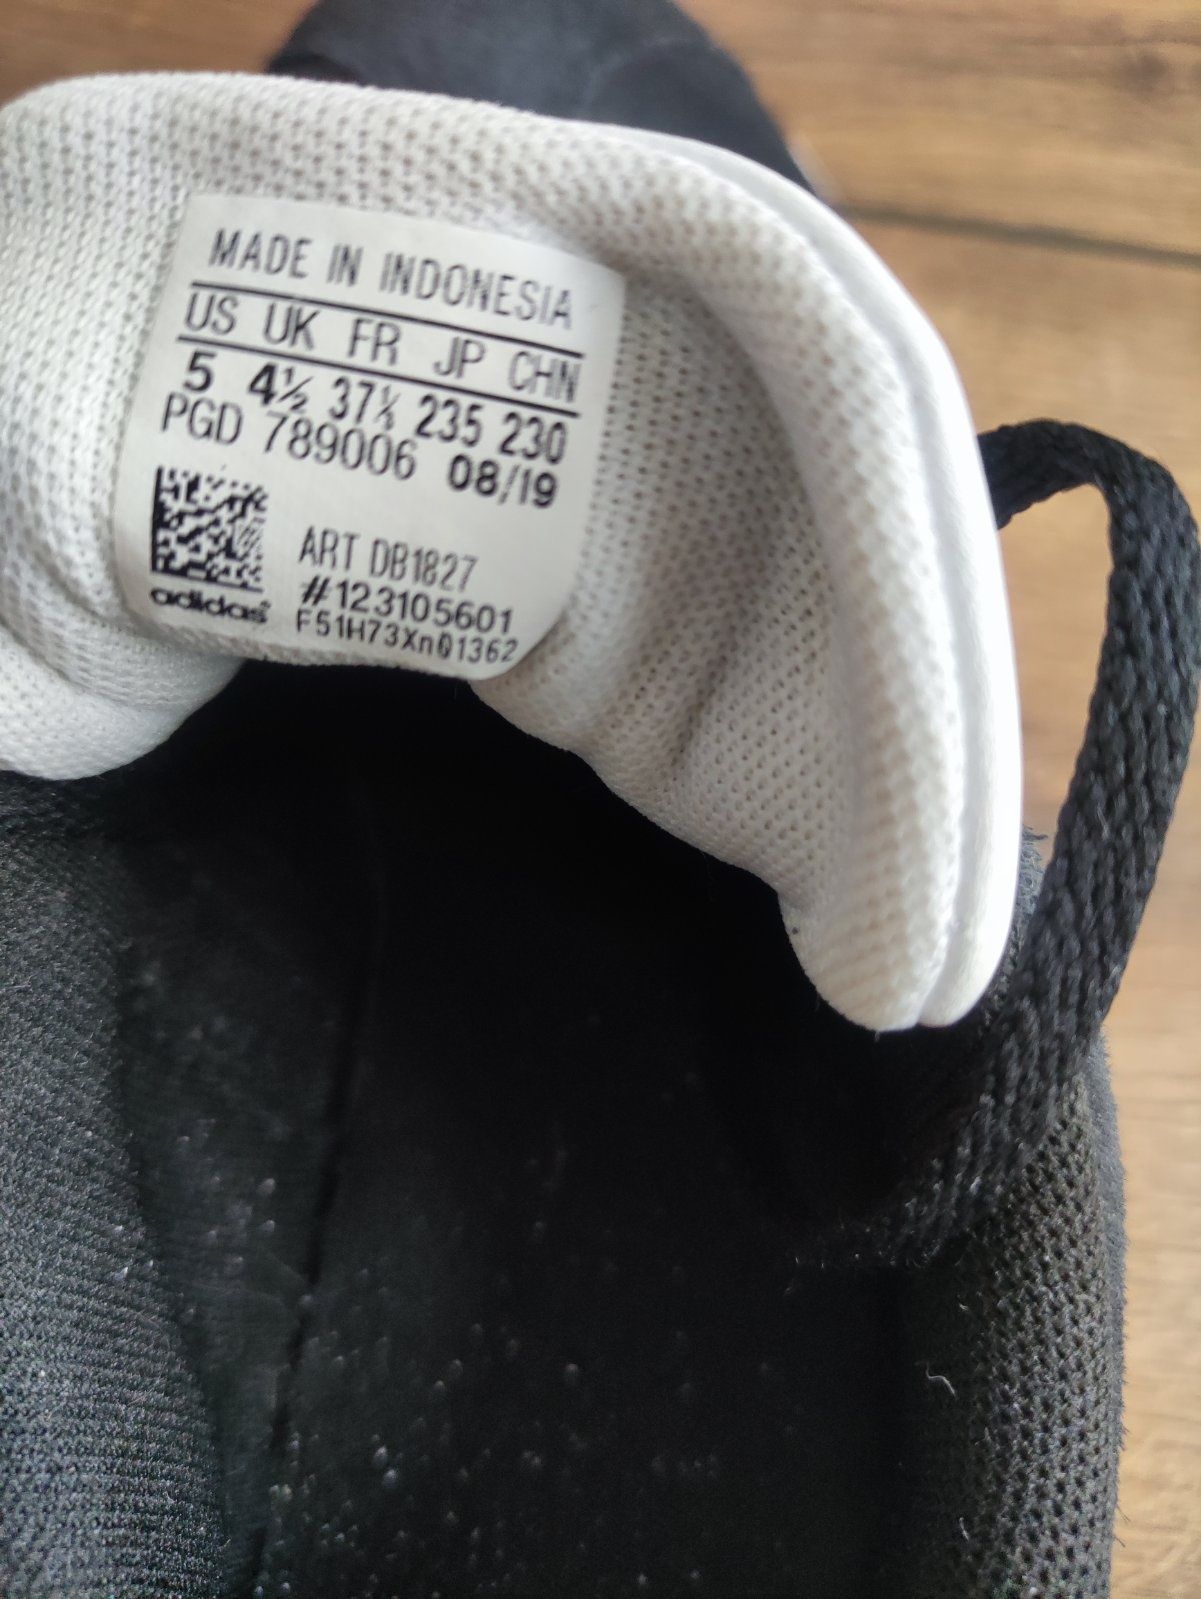 MADE IN INDONESIA
US UK FR JP CHN
5 4½ 37⅓ 235 230
PGD 789006 08/19
ART DB1827
#123105601
F51H73XnQ1362
adidas